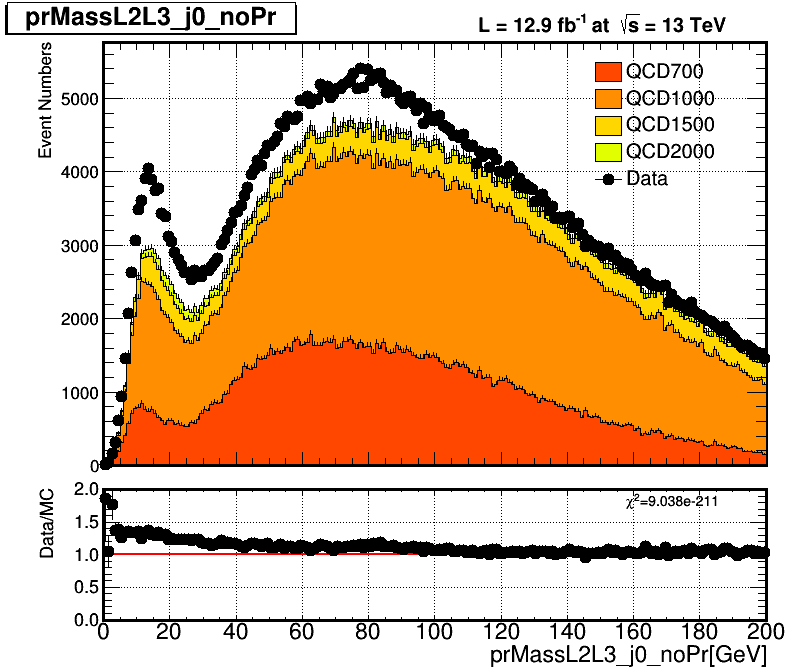 prMassL2L3_j0_noPr
L = 12.9 fb⁻¹ at √s = 13 TeV
Event Numbers
5000
4000
3000
2000
1000
0
QCD700
QCD1000
QCD1500
QCD2000
Data
Data/MC
2.0
1.5
1.0
0.5
0.0
χ²=9.038e-211
0 20 40 60 80 100 120 140 160 180 200
prMassL2L3_j0_noPr[GeV]